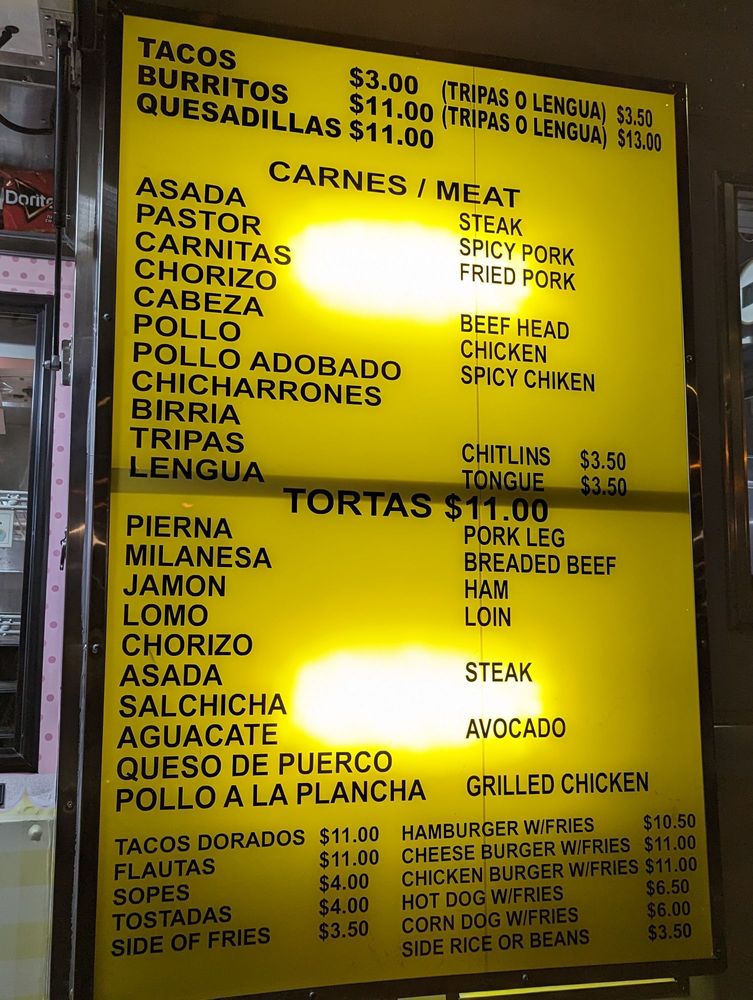 TACOS $3.00 (TRIPAS O LENGUA) $3.50
BURRITOS $11.00 (TRIPAS O LENGUA) $13.00
QUESADILLAS $11.00
CARNES / MEAT
ASADA STEAK
PASTOR SPICY PORK
CARNITAS FRIED PORK
CHORIZO
CABEZA BEEF HEAD
POLLO CHICKEN
POLLO ADOBADO SPICY CHIKEN
CHICHARRONES
BIRRIA
TRIPAS CHITLINS $3.50
LENGUA TONGUE $3.50
TORTAS $11.00
PIERNA PORK LEG
MILANESA BREADED BEEF
JAMON HAM
LOMO LOIN
CHORIZO
ASADA STEAK
SALCHICHA
AGUACATE AVOCADO
QUESO DE PUERCO
POLLO A LA PLANCHA GRILLED CHICKEN
TACOS DORADOS $11.00 HAMBURGER W/FRIES $10.50
FLAUTAS $11.00 CHEESE BURGER W/FRIES $11.00
SOPES $4.00 CHICKEN BURGER W/FRIES $11.00
TOSTADAS $4.00 HOT DOG W/FRIES $6.50
SIDE OF FRIES $3.50 CORN DOG W/FRIES $6.00
SIDE RICE OR BEANS $3.50